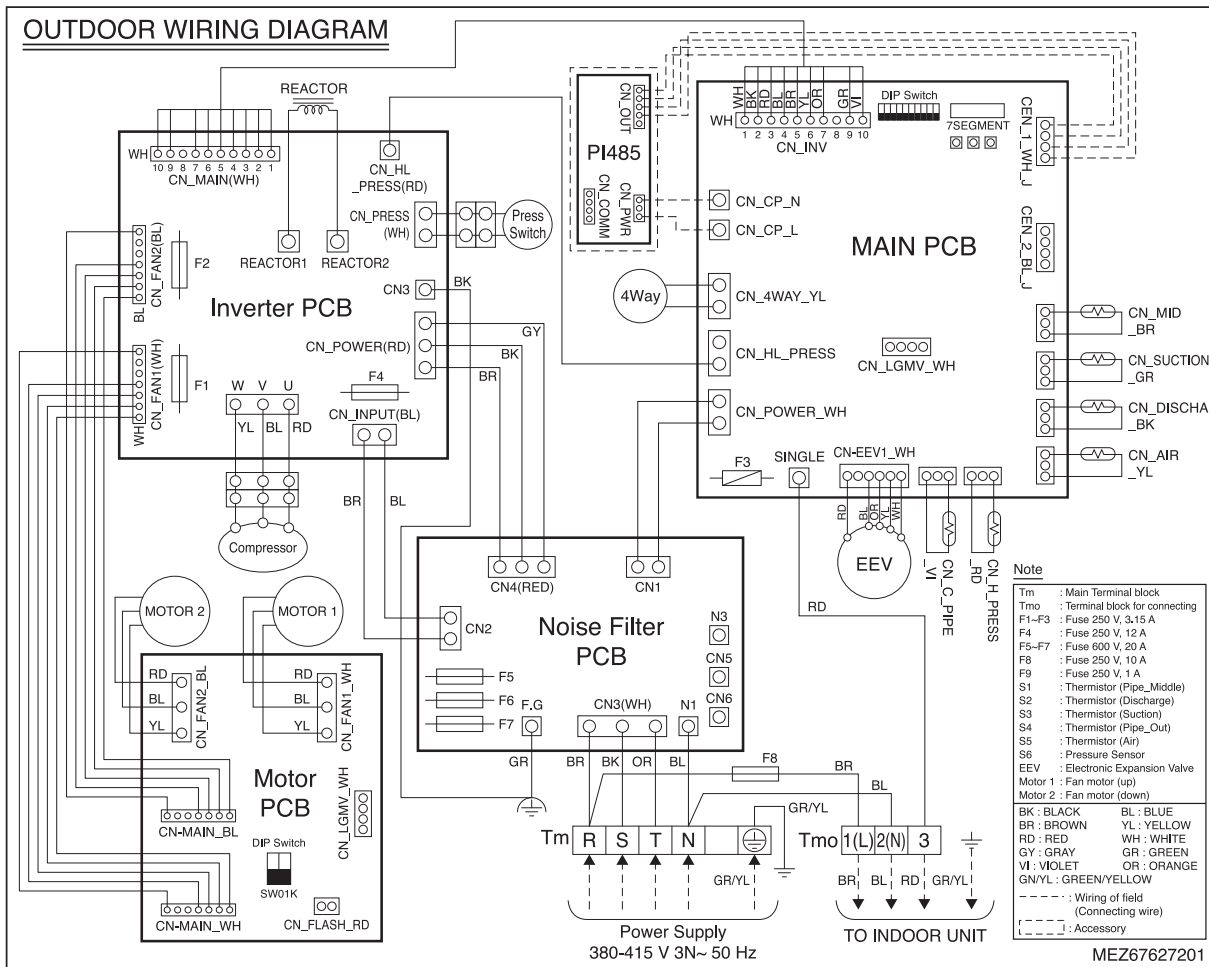 OUTDOOR WIRING DIAGRAM
REACTOR
WH
10 9 8 7 6 5 4 3 2 1
CN_MAIN(WH)
CN_HL
_PRESS(RD)
CN_PRESS
(WH)
Press
Switch
REACTOR1
REACTOR2
CN_FAN2(BL)
BL
F2
Inverter PCB
CN3
BK
CN_POWER(RD)
GY
BK
BR
CN_FAN1(WH)
WH
F1
W V U
YL BL RD
F4
CN_INPUT(BL)
BR
BL
Compressor
MOTOR 2
MOTOR 1
RD
BL
YL
CN_FAN2_BL
RD
BL
YL
CN_FAN1_WH
Motor
PCB
CN-MAIN_BL
DIP Switch
SW01K
CN_LGMV_WH
CN-MAIN_WH
CN_FLASH_RD
CN_OUT
PI485
CN_COMM
CN_PWR
WH BK RD BL BR YL OR GR VI
WH
1 2 3 4 5 6 7 8 9 10
CN_INV
DIP Switch
7SEGMENT
CEN_1_WH_J
CN_CP_N
CN_CP_L
MAIN PCB
CEN_2_BL_J
4Way
CN_4WAY_YL
CN_HL_PRESS
CN_LGMV_WH
CN_POWER_WH
CN_MID
_BR
CN_SUCTION
_GR
CN_DISCHA
_BK
CN_AIR
_YL
F3
SINGLE
CN-EEV1_WH
RD BL OR YL WH
EEV
CN_C_PIPE
_VI
CN_H_PRESS
_RD
RD
CN4(RED)
CN1
CN2
Noise Filter
PCB
N3
CN5
CN6
F5
F6
F7
F.G
CN3(WH)
N1
GR
BR BK OR BL
F8
BR
BL
GR/YL
Tm R S T N
GR/YL
Tmo 1(L) 2(N) 3
BR BL RD GR/YL
Power Supply
380-415 V 3N~ 50 Hz
TO INDOOR UNIT
Note
Tm : Main Terminal block
Tmo : Terminal block for connecting
F1~F3 : Fuse 250 V, 3.15 A
F4 : Fuse 250 V, 12 A
F5~F7 : Fuse 600 V, 20 A
F8 : Fuse 250 V, 10 A
F9 : Fuse 250 V, 1 A
S1 : Thermistor (Pipe_Middle)
S2 : Thermistor (Discharge)
S3 : Thermistor (Suction)
S4 : Thermistor (Pipe_Out)
S5 : Thermistor (Air)
S6 : Pressure Sensor
EEV : Electronic Expansion Valve
Motor 1 : Fan motor (up)
Motor 2 : Fan motor (down)
BK : BLACK BL : BLUE
BR : BROWN YL : YELLOW
RD : RED WH : WHITE
GY : GRAY GR : GREEN
VI : VIOLET OR : ORANGE
GN/YL : GREEN/YELLOW
: Wiring of field
(Connecting wire)
: Accessory
MEZ67627201